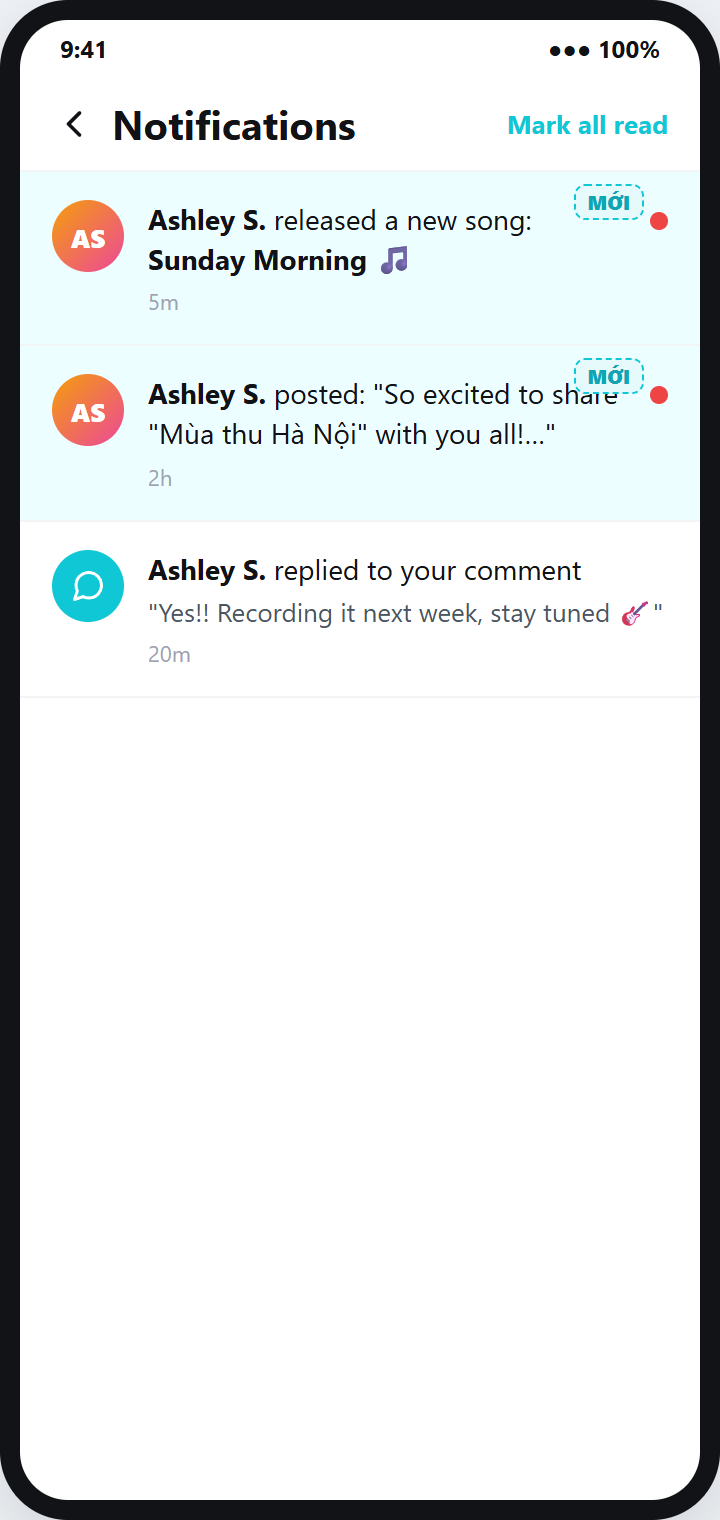 9:41
●●● 100%
Notifications
Mark all read
MỚI
AS
Ashley S. released a new song:
Sunday Morning 🎵
5m
MỚI
AS
Ashley S. posted: "So excited to share
"Mùa thu Hà Nội" with you all!..."
2h
Ashley S. replied to your comment
"Yes!! Recording it next week, stay tuned 🎸"
20m